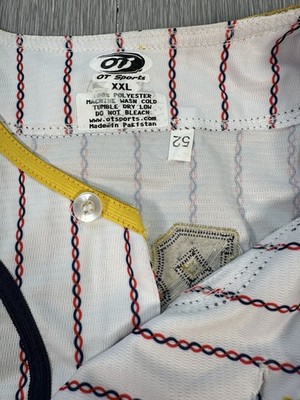 OT
OT Sports
XXL
100% POLYESTER
MACHINE WASH COLD
TUMBLE DRY LOW
DO NOT BLEACH
www.otsports.com
Made in Pakistan
52